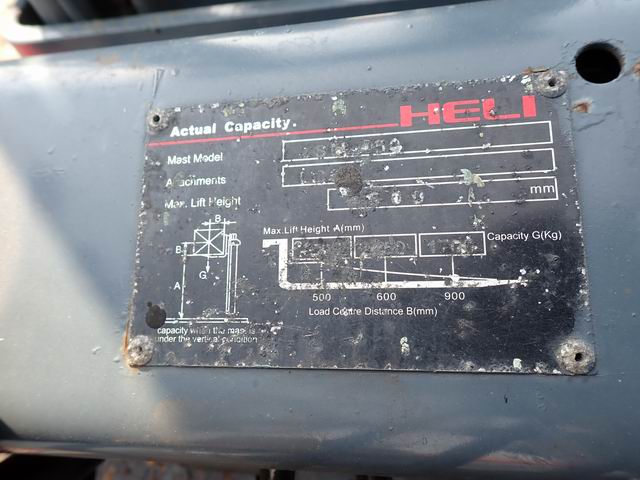 Actual Capacity. HELI
Mast Model
Attachments
Max. Lift Height mm
B
B
A
G
Max.Lift Height A(mm)
Capacity G(Kg)
500 600 900
Load Centre Distance B(mm)
capacity when the mast is
under the vertical condition